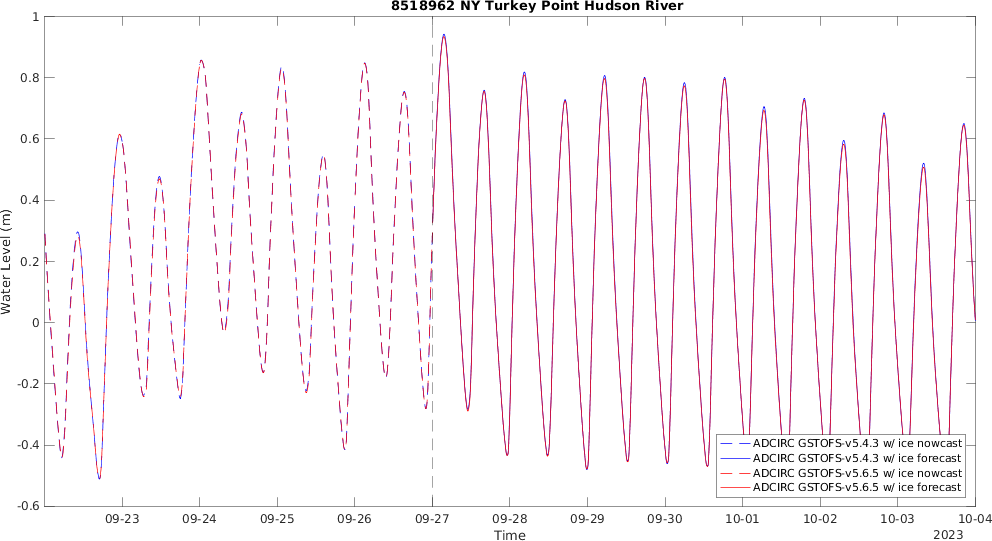 8518962 NY Turkey Point Hudson River
1
0.8
0.6
0.4
0.2
0
-0.2
-0.4
-0.6
Water Level (m)
ADCIRC GSTOFS-v5.4.3 w/ ice nowcast
ADCIRC GSTOFS-v5.4.3 w/ ice forecast
ADCIRC GSTOFS-v5.6.5 w/ ice nowcast
ADCIRC GSTOFS-v5.6.5 w/ ice forecast
09-23 09-24 09-25 09-26 09-27 09-28 09-29 09-30 10-01 10-02 10-03 10-04
Time
2023